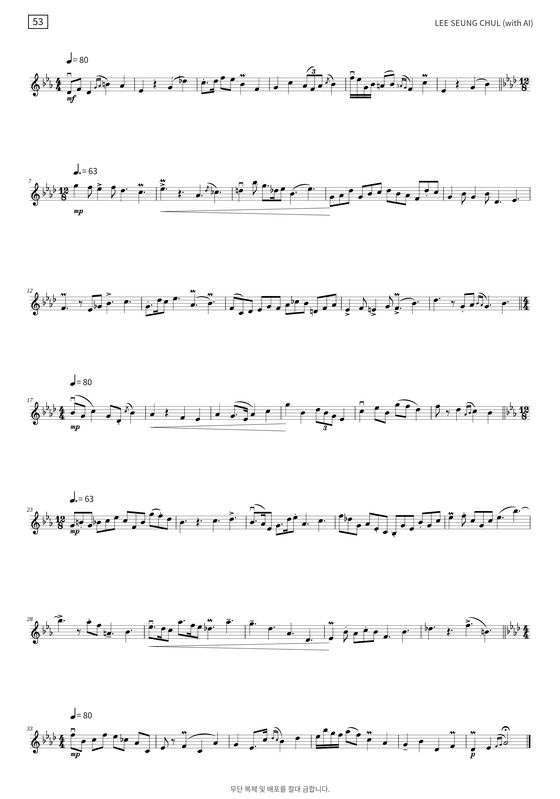 53
LEE SEUNG CHUL (with AI)
♩ = 80
mf
3
7
♩. = 63
mp
12
17
♩ = 80
mp
3
23
♩. = 63
mp
28
33
♩ = 80
mp
p
무단 복제 및 배포를 절대 금합니다.